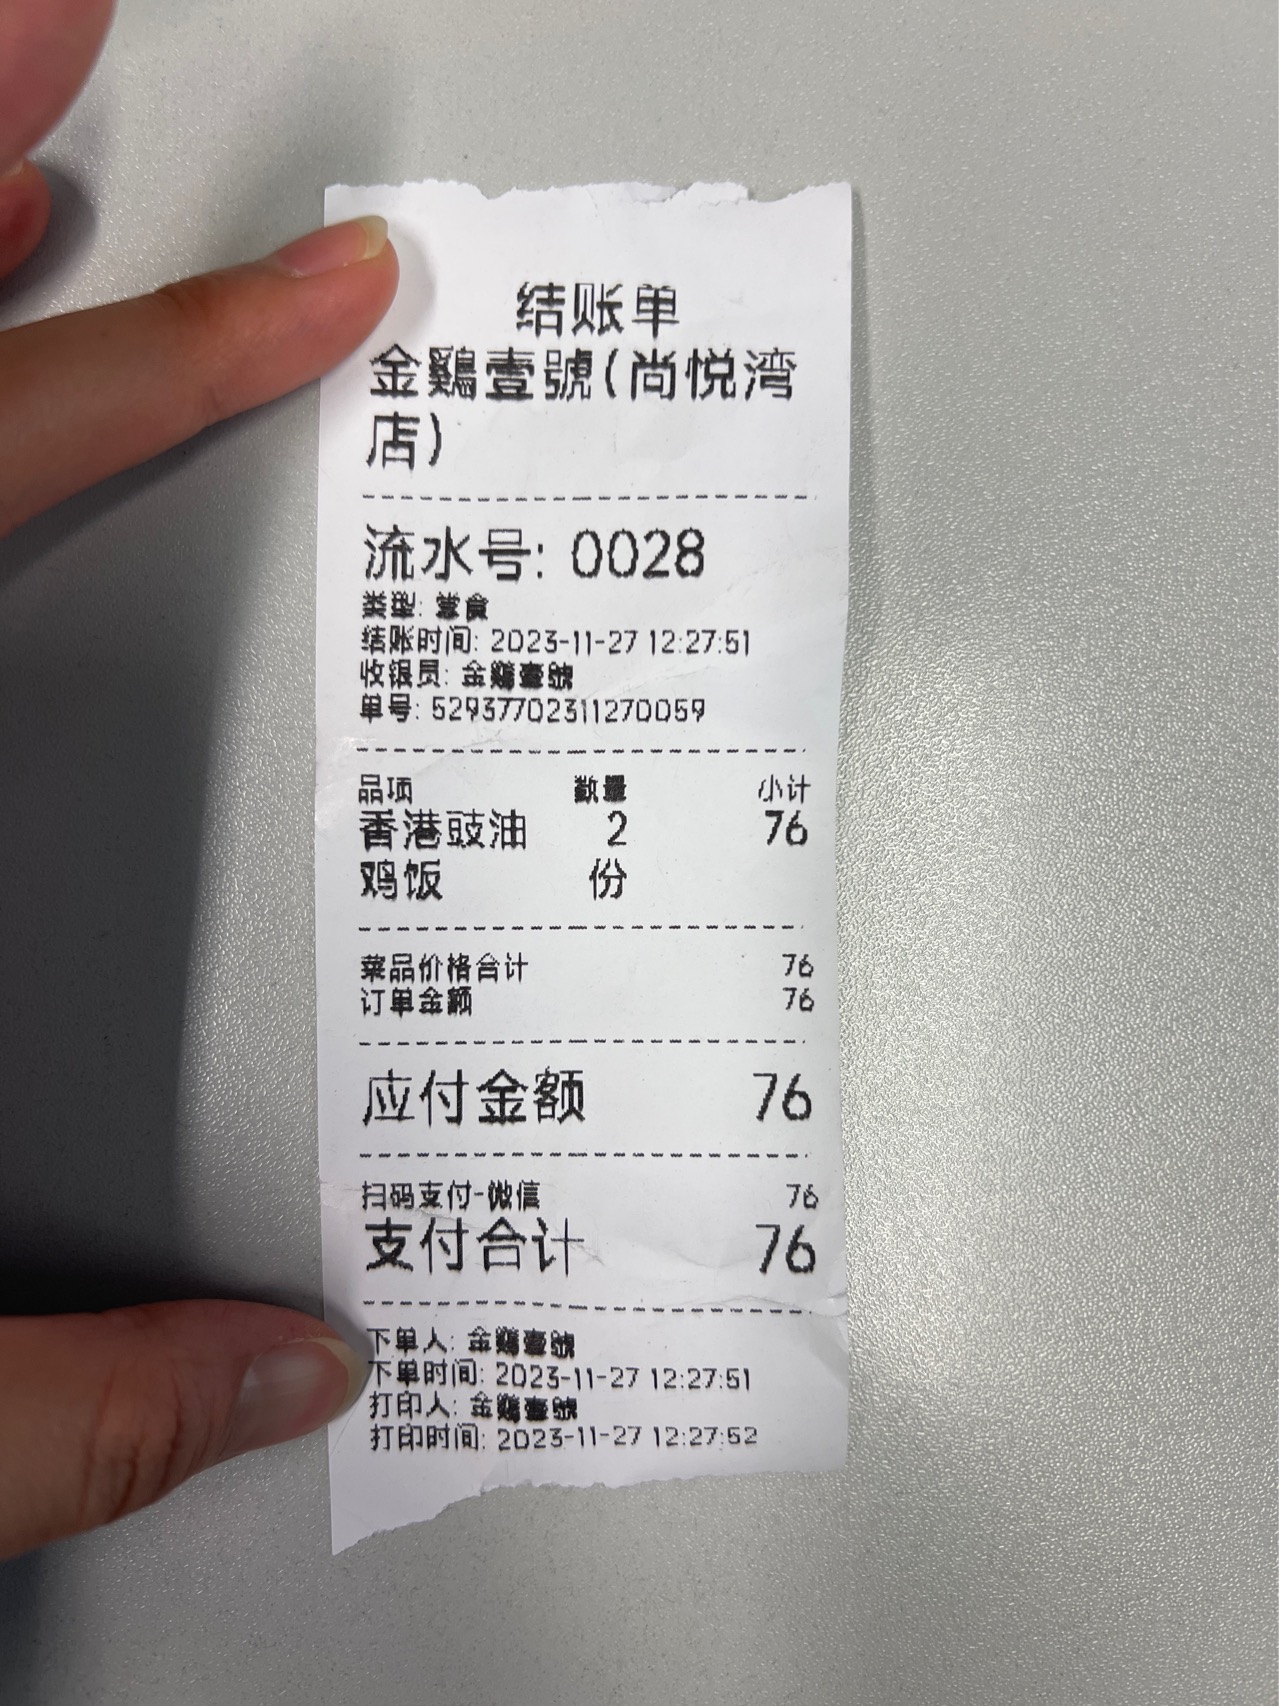 结账单
金鷄壹號(尚悦湾
店)
流水号: 0028
类型: 堂食
结账时间: 2023-11-27 12:27:51
收银员: 金鷄壹號
单号: 529377023112700​59
品项 数量 小计
香港豉油 2 76
鸡饭 份
菜品价格合计 76
订单金额 76
应付金额 76
扫码支付-微信 76
支付合计 76
下单人: 金鷄壹號
下单时间: 2023-11-27 12:27:51
打印人: 金鷄壹號
打印时间: 2023-11-27 12:27:52